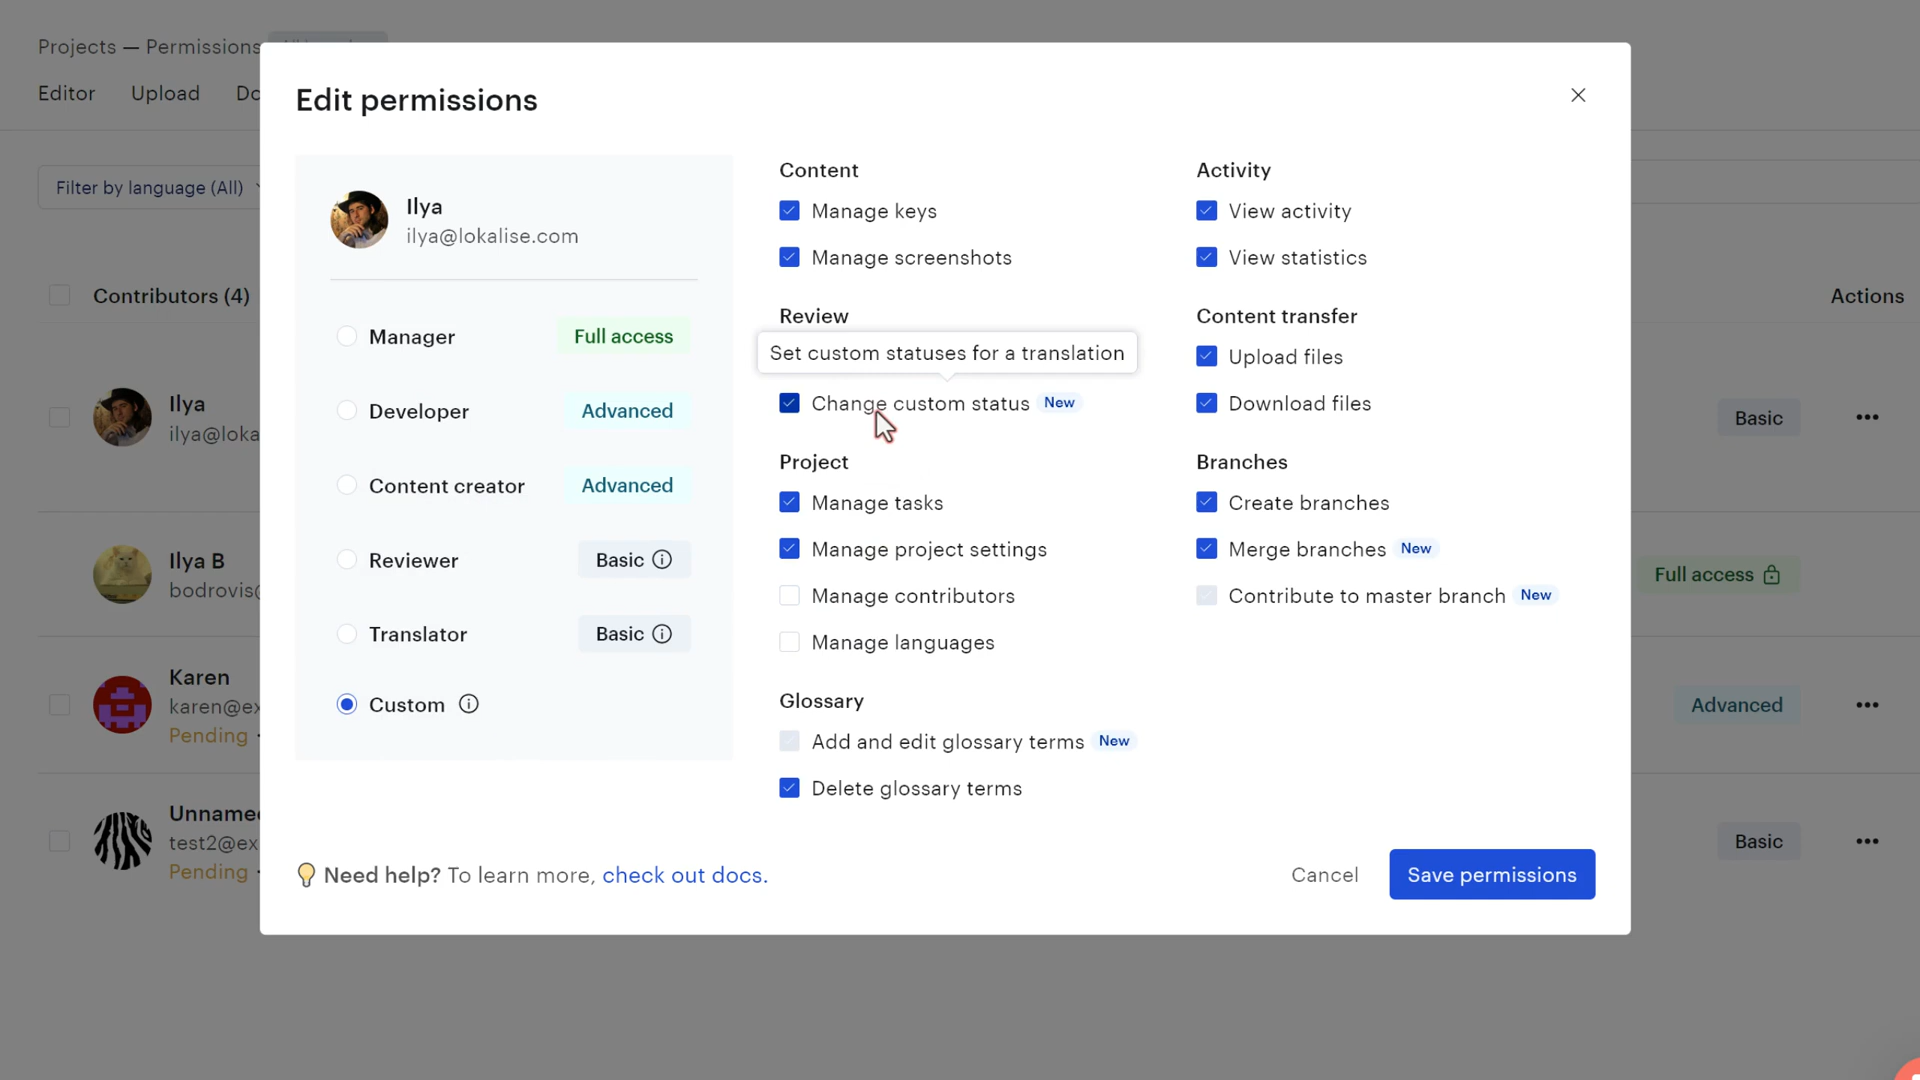 Projects — Permissions
Editor Upload
Filter by language (All)
Contributors (4)
Actions
Ilya
Basic
Ilya B
Full access
Karen
Pending
Advanced
Pending
Basic
Edit permissions
Ilya
ilya@lokalise.com
Manager Full access
Developer Advanced
Content creator Advanced
Reviewer Basic
Translator Basic
Custom
Content
Manage keys
Manage screenshots
Review
Set custom statuses for a translation
Change custom status New
Project
Manage tasks
Manage project settings
Manage contributors
Manage languages
Glossary
Add and edit glossary terms New
Delete glossary terms
Activity
View activity
View statistics
Content transfer
Upload files
Download files
Branches
Create branches
Merge branches New
Contribute to master branch New
Need help? To learn more, check out docs.
Cancel
Save permissions